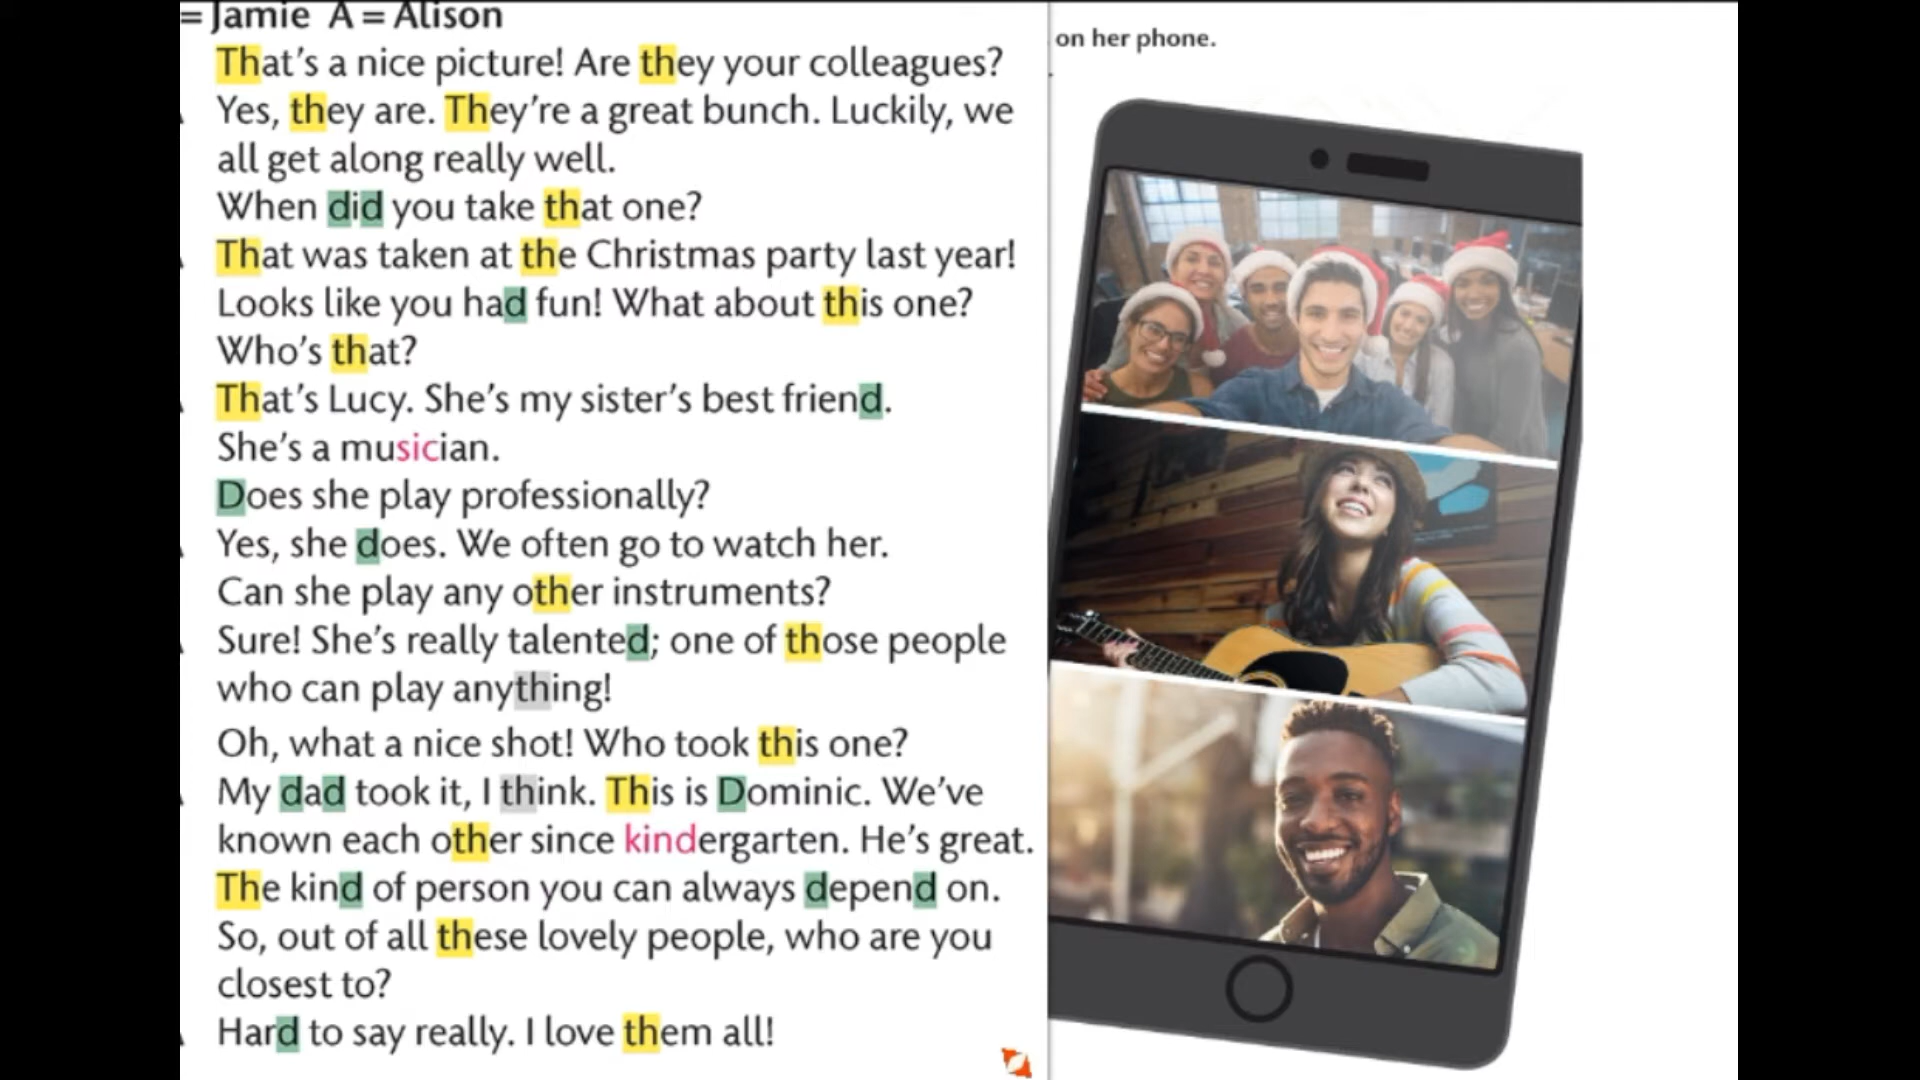 = Jamie A = Alison
That's a nice picture! Are they your colleagues?
Yes, they are. They're a great bunch. Luckily, we
all get along really well.
When did you take that one?
That was taken at the Christmas party last year!
Looks like you had fun! What about this one?
Who's that?
That's Lucy. She's my sister's best friend.
She's a musician.
Does she play professionally?
Yes, she does. We often go to watch her.
Can she play any other instruments?
Sure! She's really talented; one of those people
who can play anything!
Oh, what a nice shot! Who took this one?
My dad took it, I think. This is Dominic. We've
known each other since kindergarten. He's great.
The kind of person you can always depend on.
So, out of all these lovely people, who are you
closest to?
Hard to say really. I love them all!
on her phone.